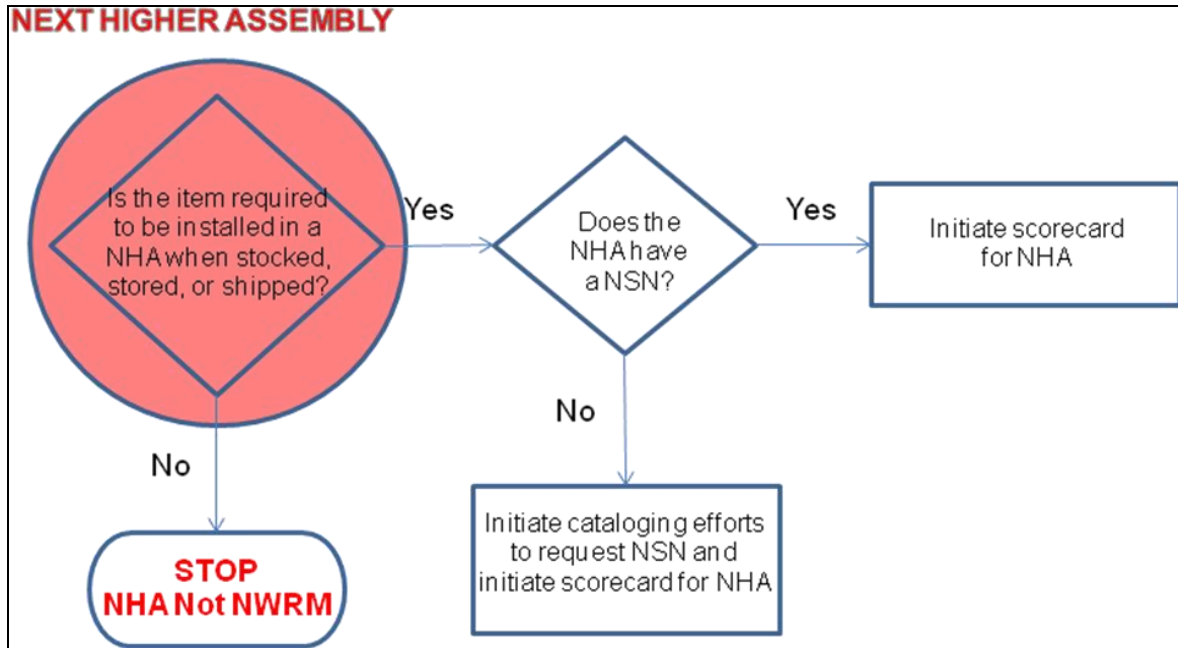 NEXT HIGHER ASSEMBLY
Is the item required
to be installed in a
NHA when stocked,
stored, or shipped?
Yes
Does the
NHA have
a NSN?
Yes
Initiate scorecard
for NHA
No
STOP
NHA Not NWRM
No
Initiate cataloging efforts
to request NSN and
initiate scorecard for NHA